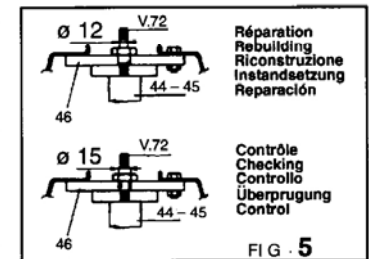 ø 12
V.72
44 – 45
46
Réparation
Rebuilding
Riconstruzione
Instandsetzung
Reparación
ø 15
V.72
44 – 45
46
Contrôle
Checking
Controllo
Überprugung
Control
FIG · 5